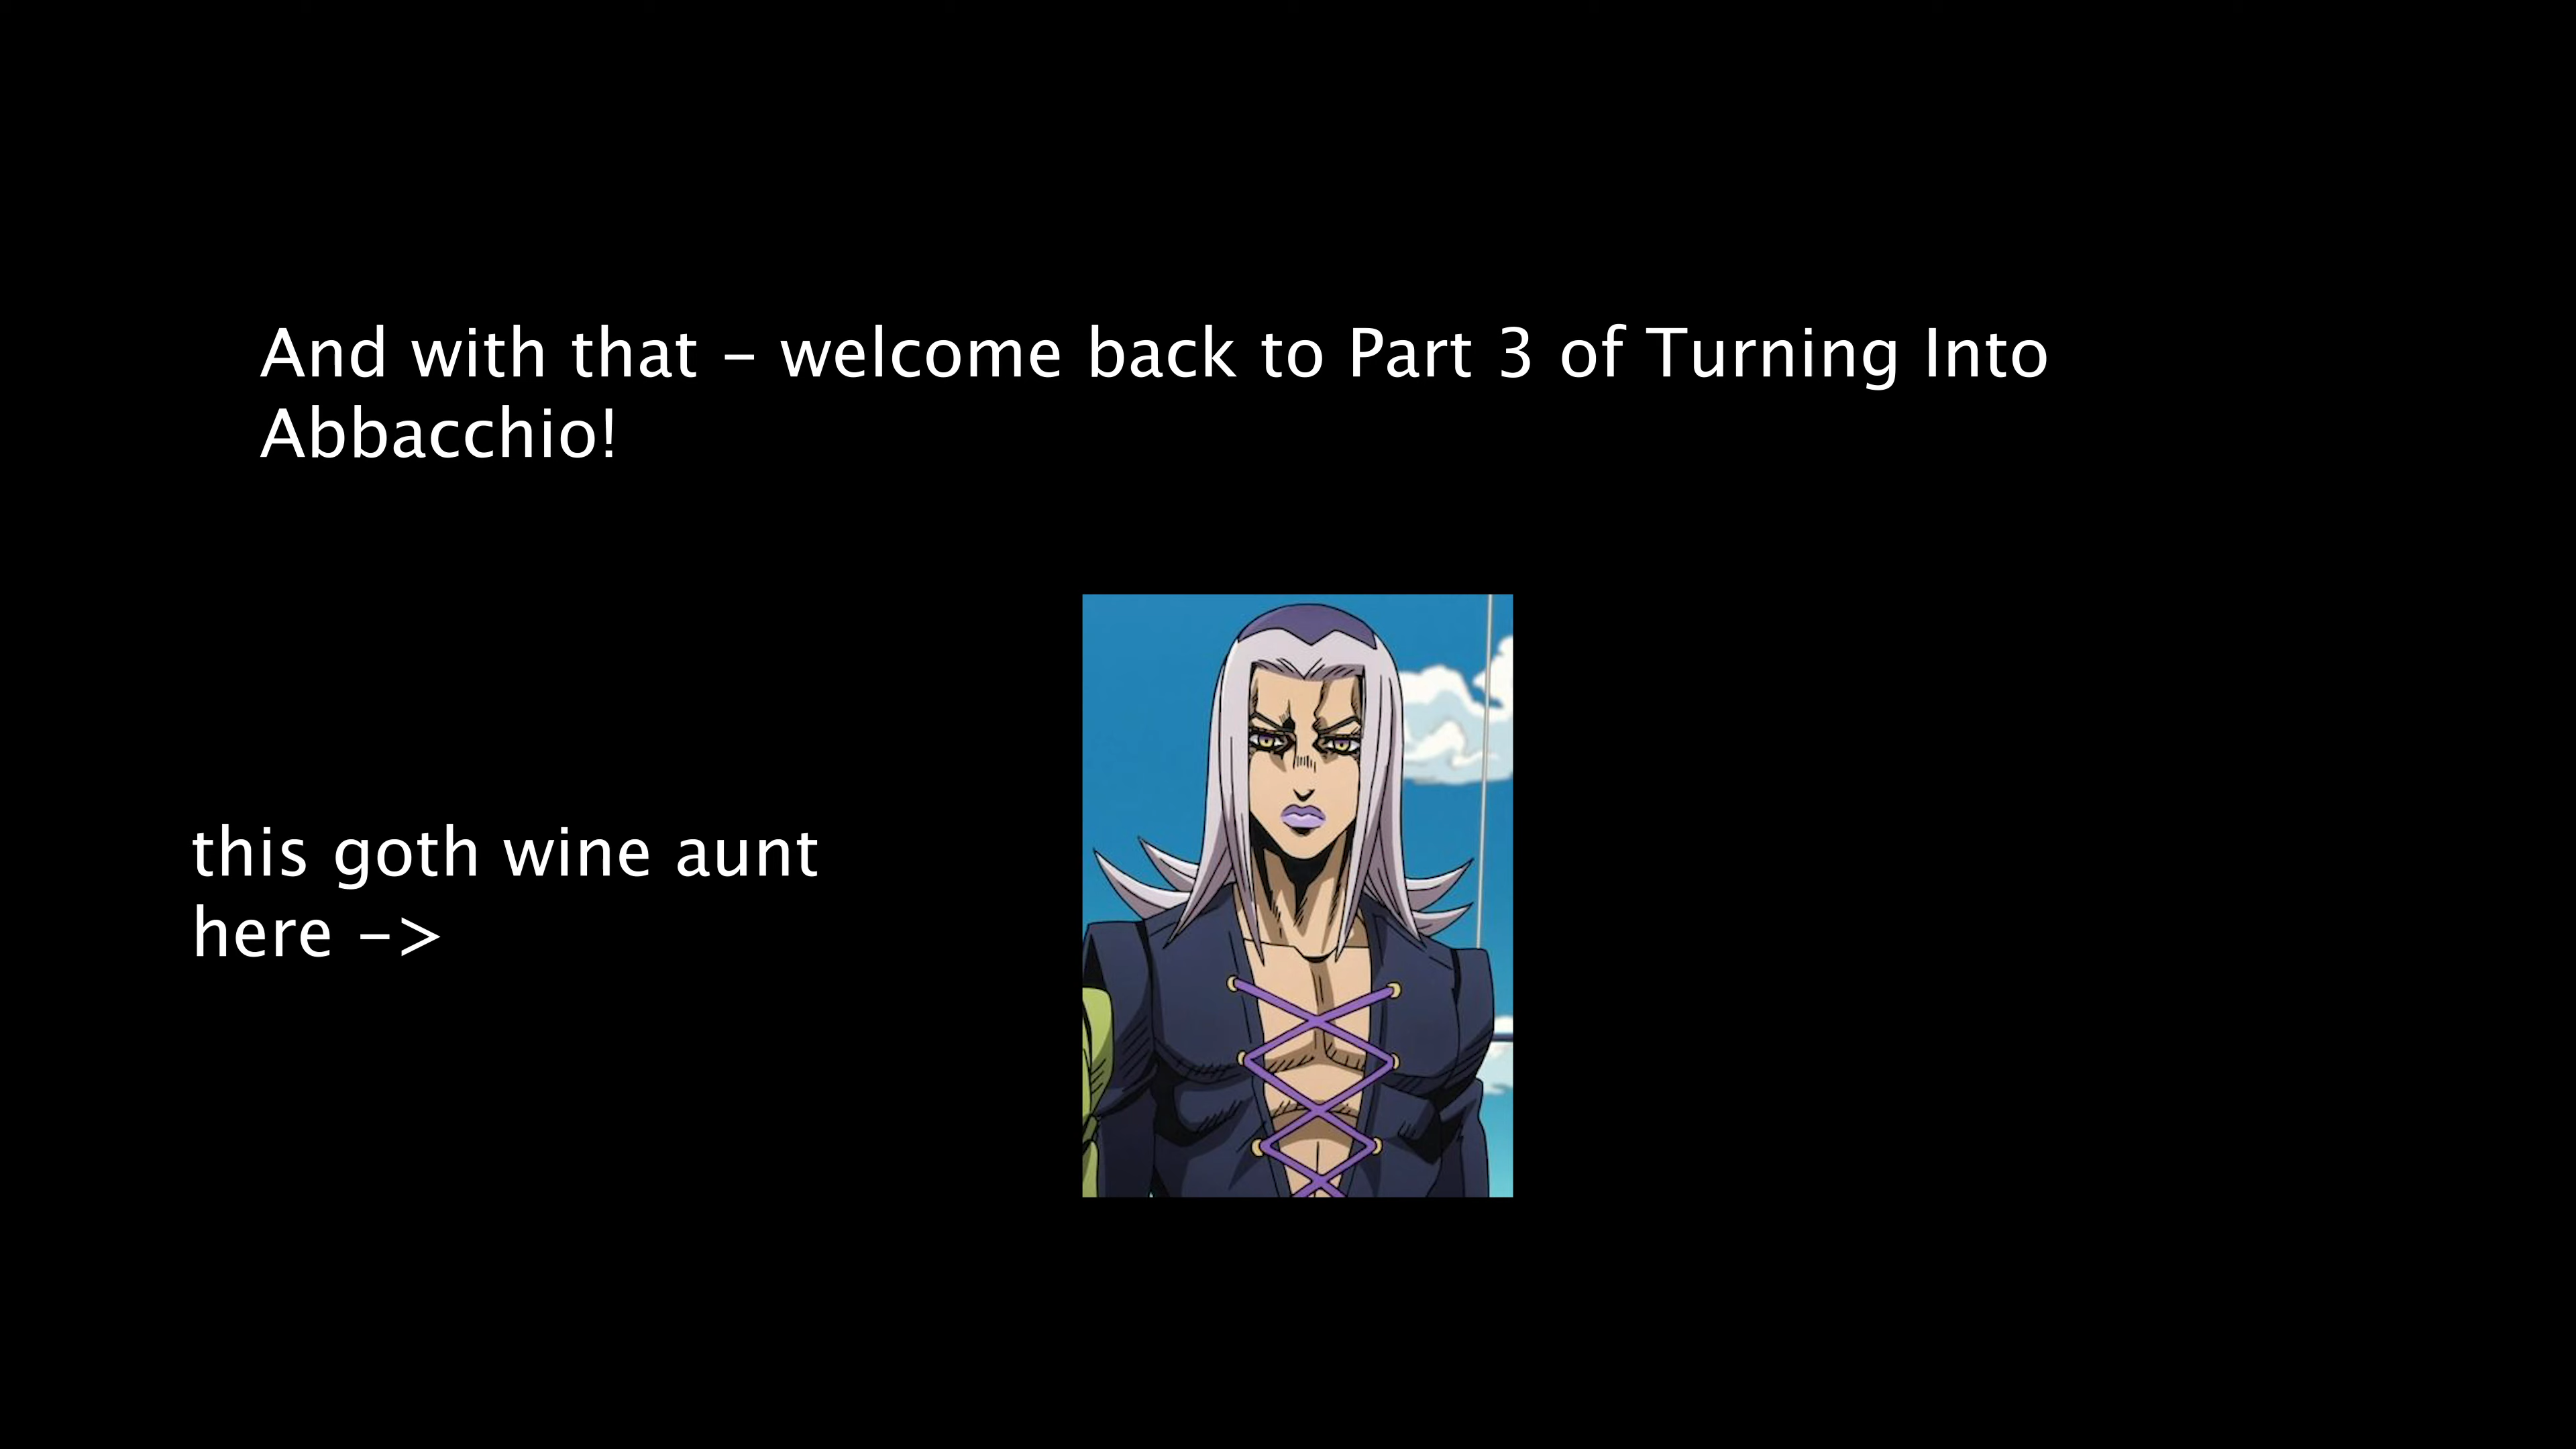 And with that - welcome back to Part 3 of Turning Into
Abbacchio!
this goth wine aunt
here ->